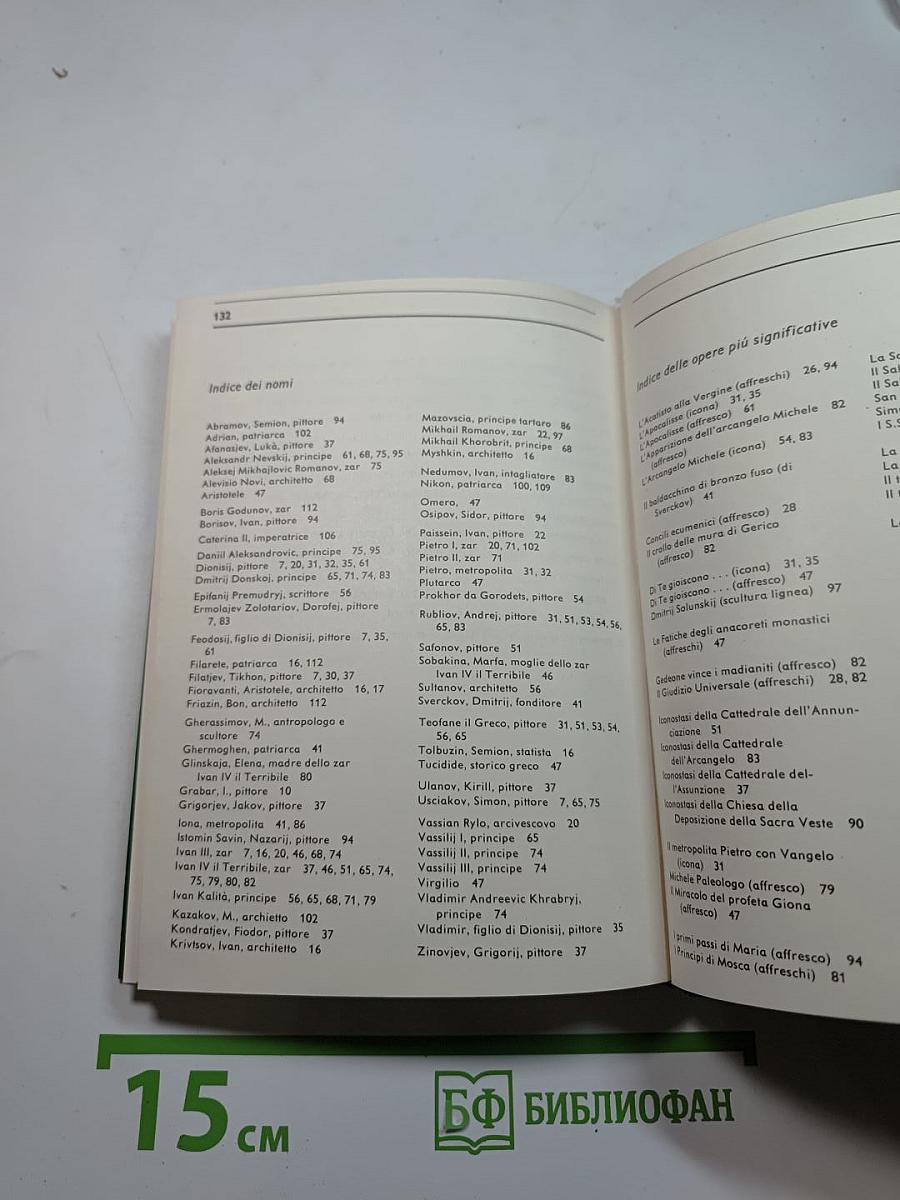 132
Indice dei nomi
Abramov, Semion, pittore 94
Adrian, patriarca 102
Afanasjev, Lukà, pittore 37
Aleksandr Nevskij, principe 61, 68, 75, 95
Aleksej Mikhajlovic Romanov, zar 75
Alevisio Novi, architetto 68
Aristotele 47
Boris Godunov, zar 112
Borisov, Ivan, pittore 94
Caterina II, imperatrice 106
Daniil Aleksandrovic, principe 75, 95
Dionisij, pittore 7, 20, 31, 32, 35, 61
Dmitrij Donskoj, principe 65, 71, 74, 83
Epifanij Premudryj, scrittore 56
Ermolajev Zolotariov, Dorofej, pittore
7, 83
Feodosij, figlio di Dionisij, pittore 7, 35,
61
Filarete, patriarca 16, 112
Filatjev, Tikhon, pittore 7, 30, 37
Fioravanti, Aristotele, architetto 16, 17
Friazin, Bon, architetto 112
Gherassimov, M., antropologo e
scultore 74
Ghermoghen, patriarca 41
Glinskaja, Elena, madre dello zar
Ivan IV il Terribile 80
Grabar, I., pittore 10
Grigorjev, Jakov, pittore 37
Iona, metropolita 41, 86
Istomin Savin, Nazarij, pittore 94
Ivan III, zar 7, 16, 20, 46, 68, 74
Ivan IV il Terribile, zar 37, 46, 51, 65, 74,
75, 79, 80, 82
Ivan Kalità, principe 56, 65, 68, 71, 79
Kazakov, M., archietto 102
Kondratjev, Fiodor, pittore 37
Krivtsov, Ivan, architetto 16
Mazovscia, principe tartaro 86
Mikhail Romanov, zar 22, 97
Mikhail Khorobrit, principe 68
Myshkin, architetto 16
Nedumov, Ivan, intagliatore 83
Nikon, patriarca 100, 109
Omero, 47
Osipov, Sidor, pittore 94
Paissein, Ivan, pittore 22
Pietro I, zar 20, 71, 102
Pietro II, zar 71
Pietro, metropolita 31, 32
Plutarco 47
Prokhor da Gorodets, pittore 54
Rubliov, Andrej, pittore 31, 51, 53, 54, 56,
65, 83
Safonov, pittore 51
Sobakina, Marfa, moglie dello zar
Ivan IV il Terribile 46
Sultanov, architetto 56
Sverckov, Dmitrij, fonditore 41
Teofane il Greco, pittore 31, 51, 53, 54,
56, 65
Tolbuzin, Semion, statista 16
Tucidide, storico greco 47
Ulanov, Kirill, pittore 37
Usciakov, Simon, pittore 7, 65, 75
Vassian Rylo, arcivescovo 20
Vassilij I, principe 65
Vassilij II, principe 74
Vassilij III, principe 74
Virgilio 47
Vladimir Andreevic Khrabryj,
principe 74
Vladimir, figlio di Dionisij, pittore 35
Zinovjev, Grigorij, pittore 37
Indice delle opere piú significative
L'Acatisto alla Vergine (affreschi) 26, 94
L'Apocalisse (icona) 31, 35
L'Apocalisse (affresco) 61
L'Apparizione dell'arcangelo Michele 82
(affresco)
L'Arcangelo Michele (icona) 54, 83
Il baldacchino di bronzo fuso (di
Sverckov) 41
Concili ecumenici (affresco) 28
Il crollo delle mura di Gerico
(affresco) 82
Di Te gioiscono . . . (icona) 31, 35
Di Te gioiscono . . . (affresco) 47
Dmitrij Solunskij (scultura lignea) 97
Le Fatiche degli anacoreti monastici
(affreschi) 47
Gedeone vince i madianiti (affresco) 82
Il Giudizio Universale (affreschi) 28, 82
Iconostasi della Cattedrale dell'Annun-
ciazione 51
Iconostasi della Cattedrale
dell'Arcangelo 83
Iconostasi della Cattedrale del-
l'Assunzione 37
Iconostasi della Chiesa della
Deposizione della Sacra Veste 90
Il metropolita Pietro con Vangelo
(icona) 31
Michele Paleologo (affresco) 79
Il Miracolo del profeta Giona
(affresco) 47
I primi passi di Maria (affresco) 94
I Principi di Mosca (affreschi) 81
La
Il
Il
San
I S.S
La
La
Il
Il
15 см
БФ БИБЛИОФАН